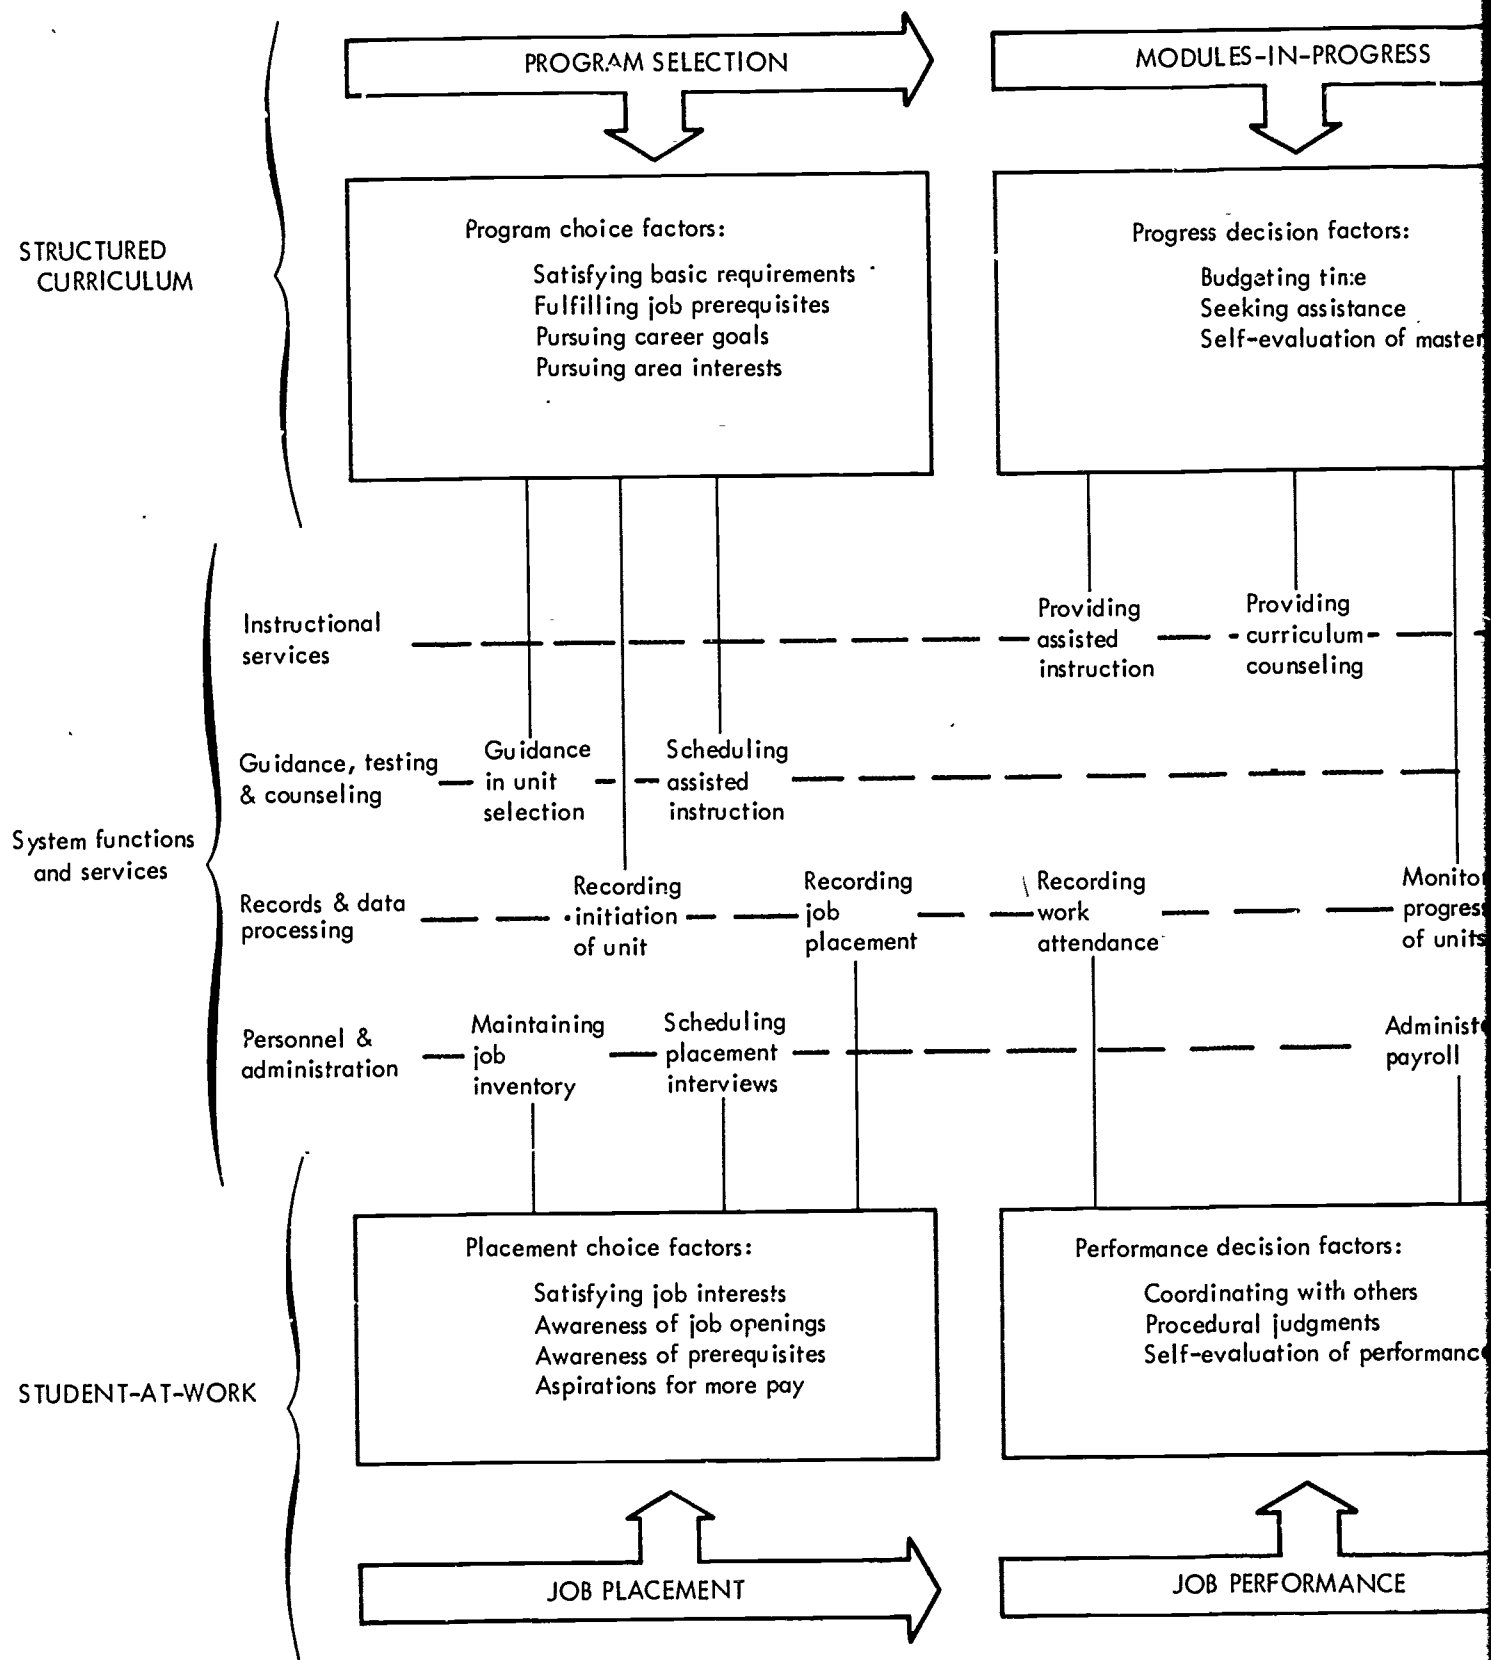 PROGRAM SELECTION
MODULES-IN-PROGRESS
STRUCTURED
CURRICULUM
Program choice factors:
Satisfying basic requirements
Fulfilling job prerequisites
Pursuing career goals
Pursuing area interests
Progress decision factors:
Budgeting time
Seeking assistance
Self-evaluation of master
System functions
and services
Instructional
services
Providing
assisted
instruction
Providing
curriculum
counseling
Guidance, testing
& counseling
Guidance
in unit
selection
Scheduling
assisted
instruction
Records & data
processing
Recording
initiation
of unit
Recording
job
placement
Recording
work
attendance
Monito
progres
of units
Personnel &
administration
Maintaining
job
inventory
Scheduling
placement
interviews
Administ
payroll
STUDENT-AT-WORK
Placement choice factors:
Satisfying job interests
Awareness of job openings
Awareness of prerequisites
Aspirations for more pay
Performance decision factors:
Coordinating with others
Procedural judgments
Self-evaluation of performanc
JOB PLACEMENT
JOB PERFORMANCE